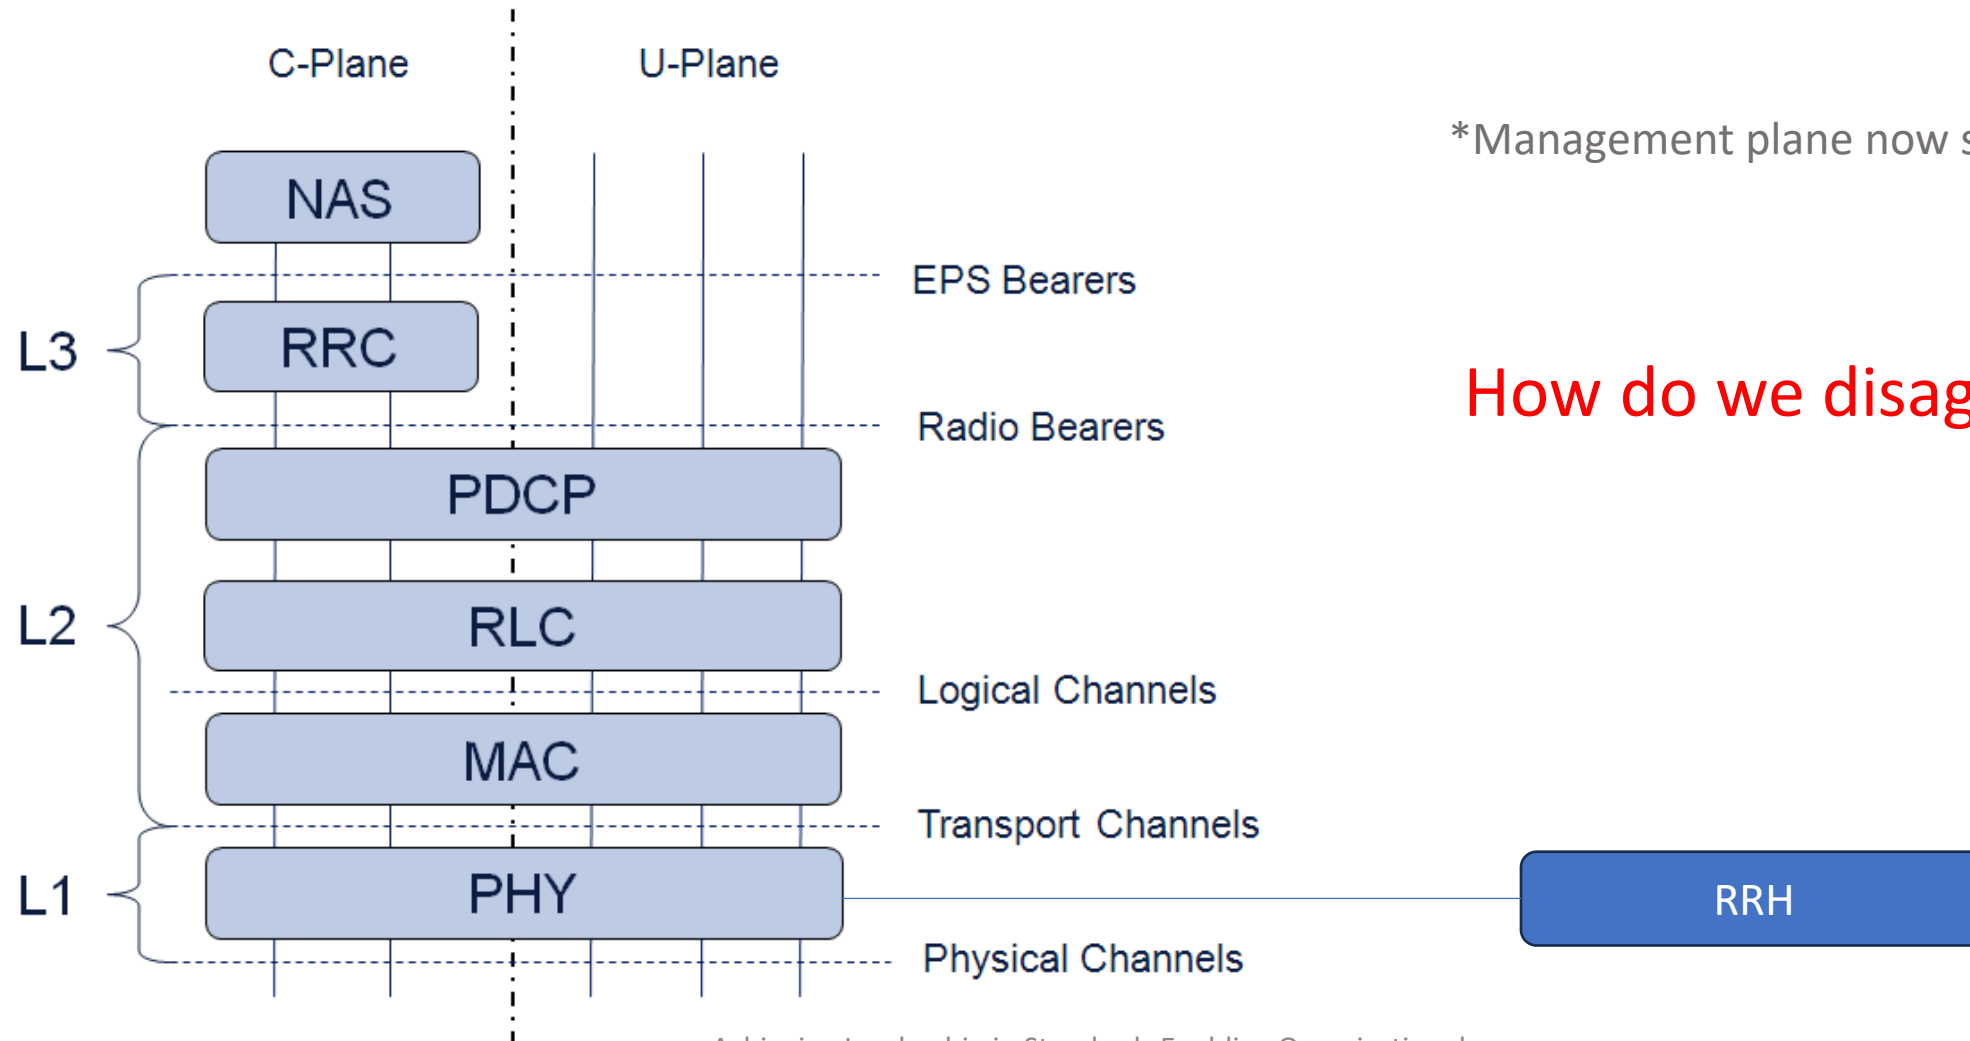 C-Plane
U-Plane
*Management plane now
NAS
EPS Bearers
L3
RRC
How do we
Radio Bearers
PDCP
L2
RLC
Logical Channels
MAC
Transport Channels
L1
PHY
RRH
Physical Channels